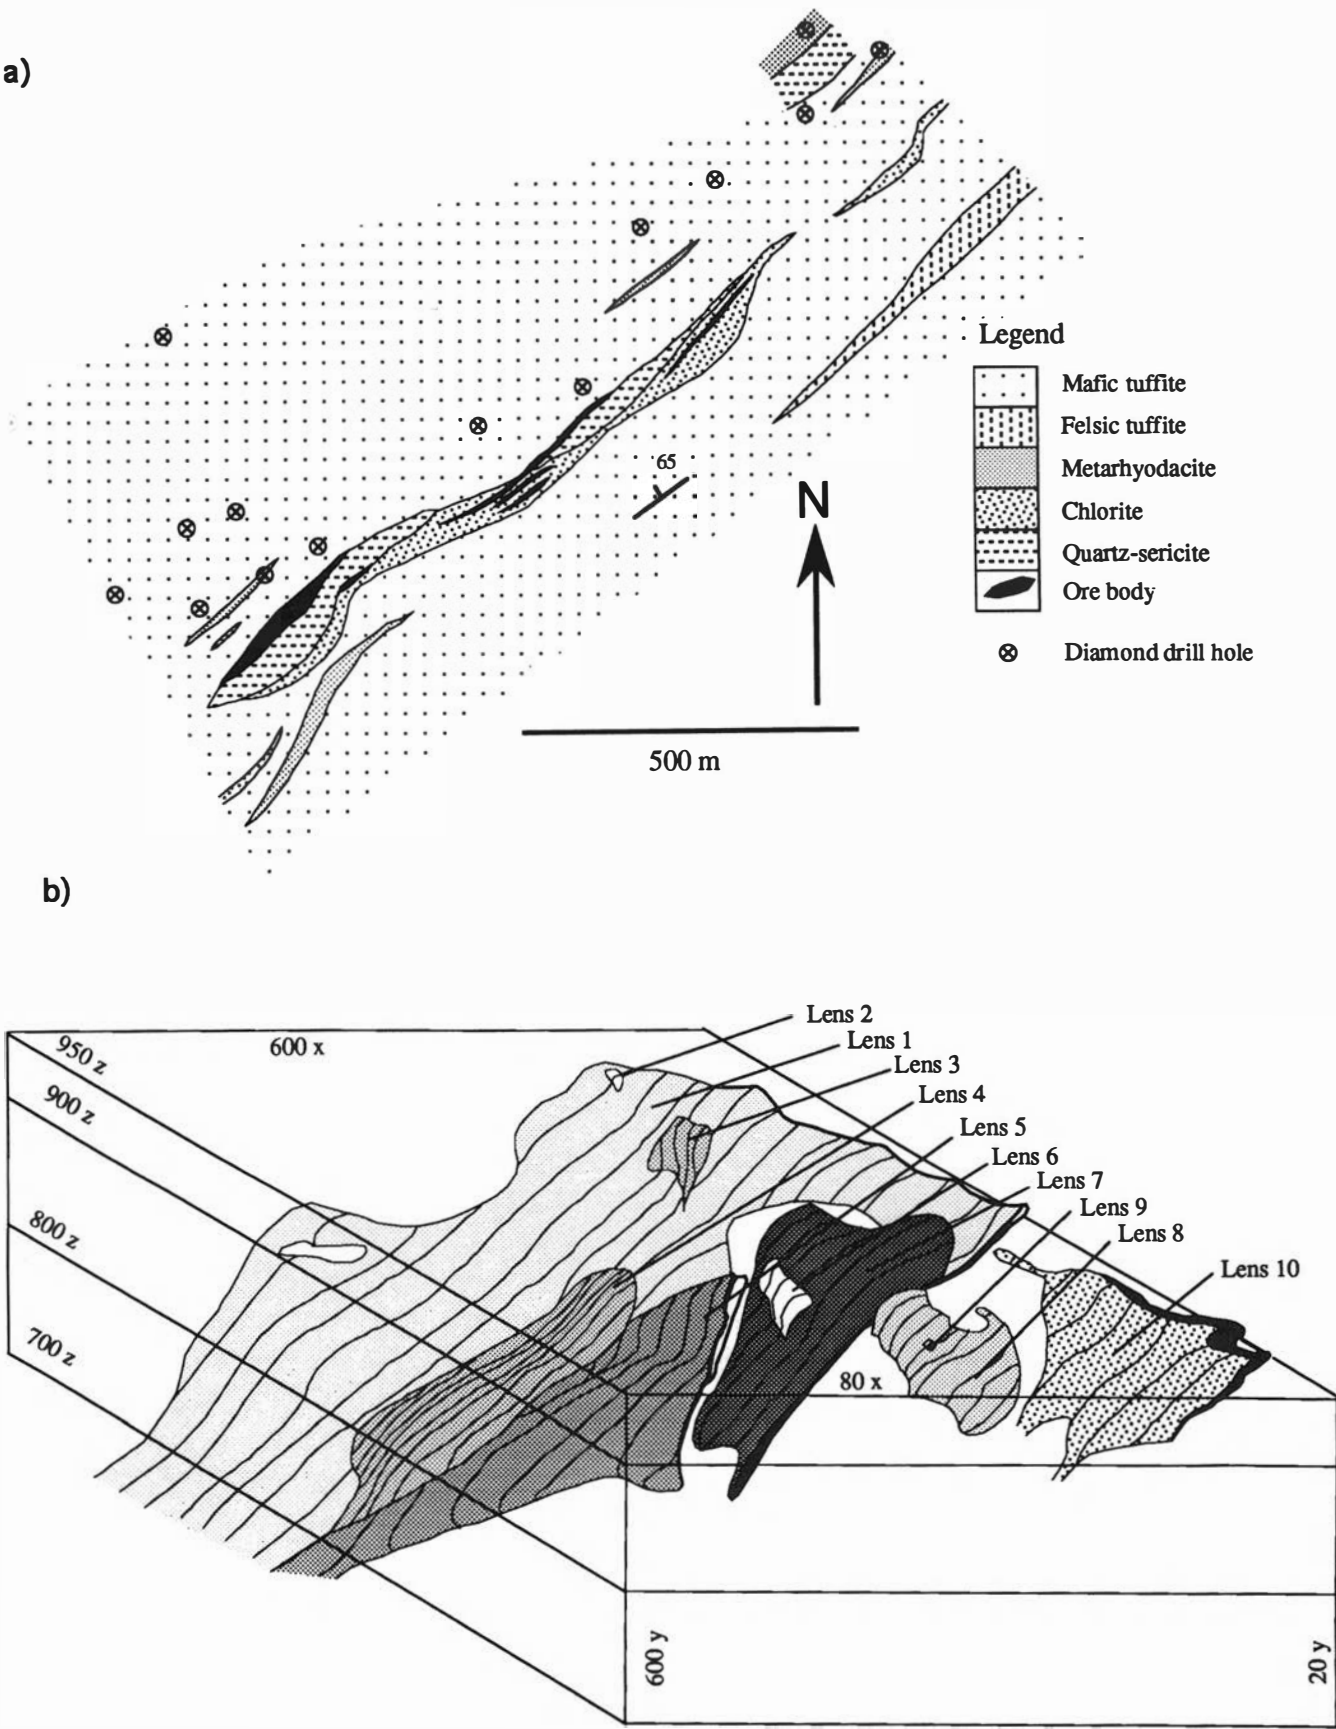 a)
65
N
500 m
Legend
Mafic tuffite
Felsic tuffite
Metarhyodacite
Chlorite
Quartz-sericite
Ore body
Diamond drill hole
b)
950 z
900 z
800 z
700 z
600 x
Lens 2
Lens 1
Lens 3
Lens 4
Lens 5
Lens 6
Lens 7
Lens 9
Lens 8
Lens 10
80 x
600 y
20 y